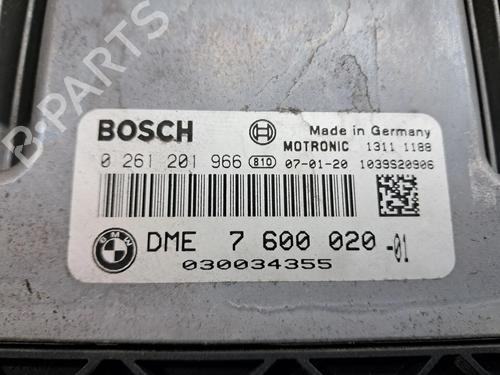 B-PARTS
BOSCH Made in Germany
MOTRONIC 1311 1188
0 261 201 966 810 07-01-20 1039S20906
BMW DME 7 600 020-01
030034355